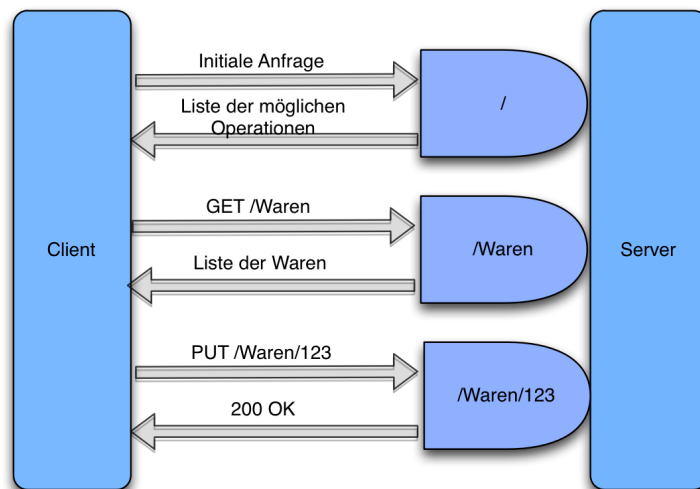 Initiale Anfrage
/
Liste der möglichen
Operationen
GET /Waren
Client
/Waren
Server
Liste der Waren
PUT /Waren/123
/Waren/123
200 OK